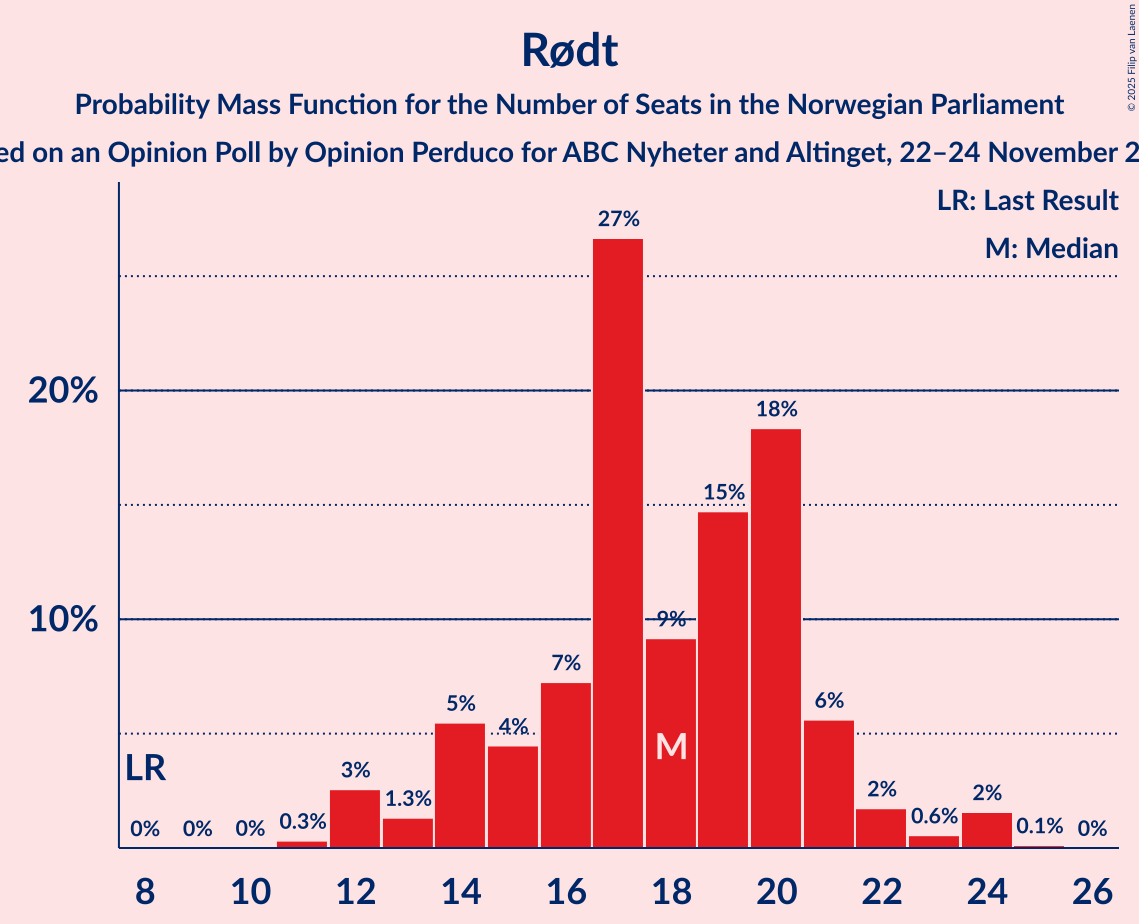 Rødt
Probability Mass Function for the Number of Seats in the Norwegian Parliament
ed on an Opinion Poll by Opinion Perduco for ABC Nyheter and Altinget, 22–24 November 2
© 2025 Filip van Laenen
LR: Last Result
M: Median
20%
10%
0% 0% 0% 0.3% 3% 1.3% 5% 4% 7% 27% 9% 15% 18% 6% 2% 0.6% 2% 0.1% 0%
LR
M
8 10 12 14 16 18 20 22 24 26